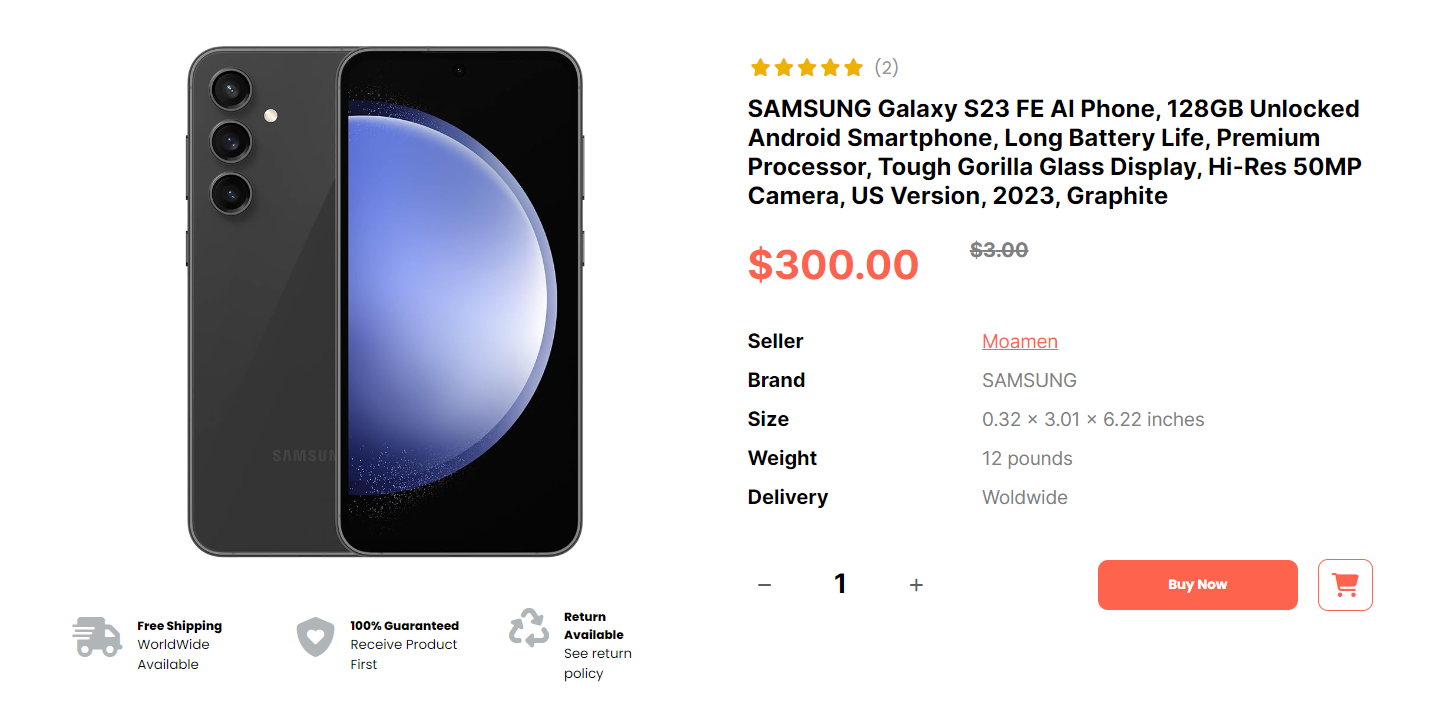 SAMSUN
Free Shipping
WorldWide
Available
100% Guaranteed
Receive Product
First
Return
Available
See return
policy
(2)
SAMSUNG Galaxy S23 FE AI Phone, 128GB Unlocked
Android Smartphone, Long Battery Life, Premium
Processor, Tough Gorilla Glass Display, Hi-Res 50MP
Camera, US Version, 2023, Graphite
$300.00 $3.00
Seller Moamen
Brand SAMSUNG
Size 0.32 × 3.01 × 6.22 inches
Weight 12 pounds
Delivery Woldwide
− 1 + Buy Now